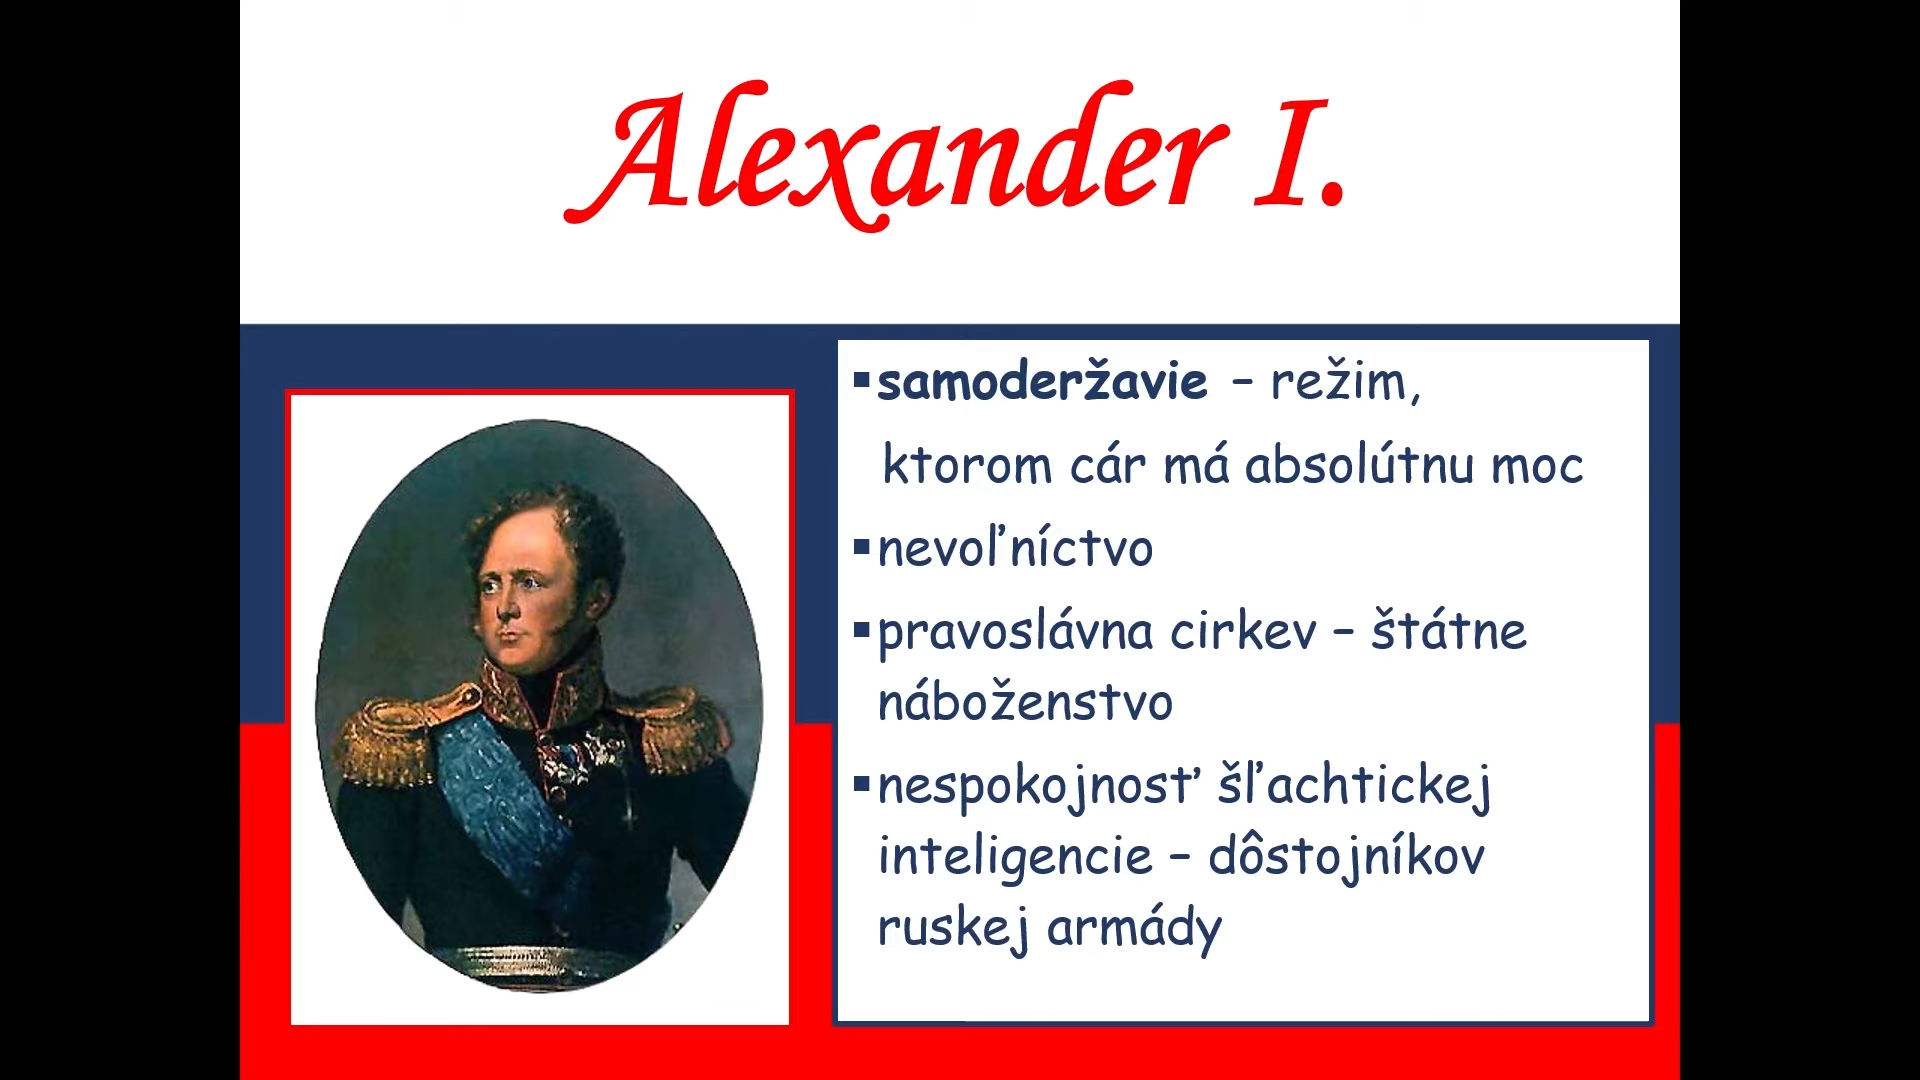 Alexander I.
▪samoderžavie – režim,
ktorom cár má absolútnu moc
▪nevoľníctvo
▪pravoslávna cirkev – štátne
náboženstvo
▪nespokojnosť šľachtickej
inteligencie – dôstojníkov
ruskej armády